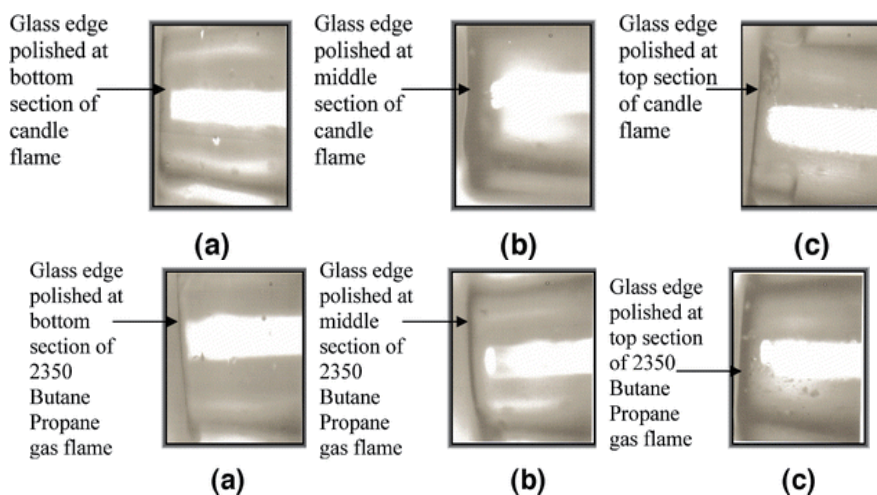 Glass edge
polished at
bottom
section of
candle
flame
Glass edge
polished at
middle
section of
candle
flame
Glass edge
polished at
top section
of candle
flame
(a)
(b)
(c)
Glass edge
polished at
bottom
section of
2350
Butane
Propane
gas flame
Glass edge
polished at
middle
section of
2350
Butane
Propane
gas flame
Glass edge
polished at
top section
of 2350
Butane
Propane
gas flame
(a)
(b)
(c)